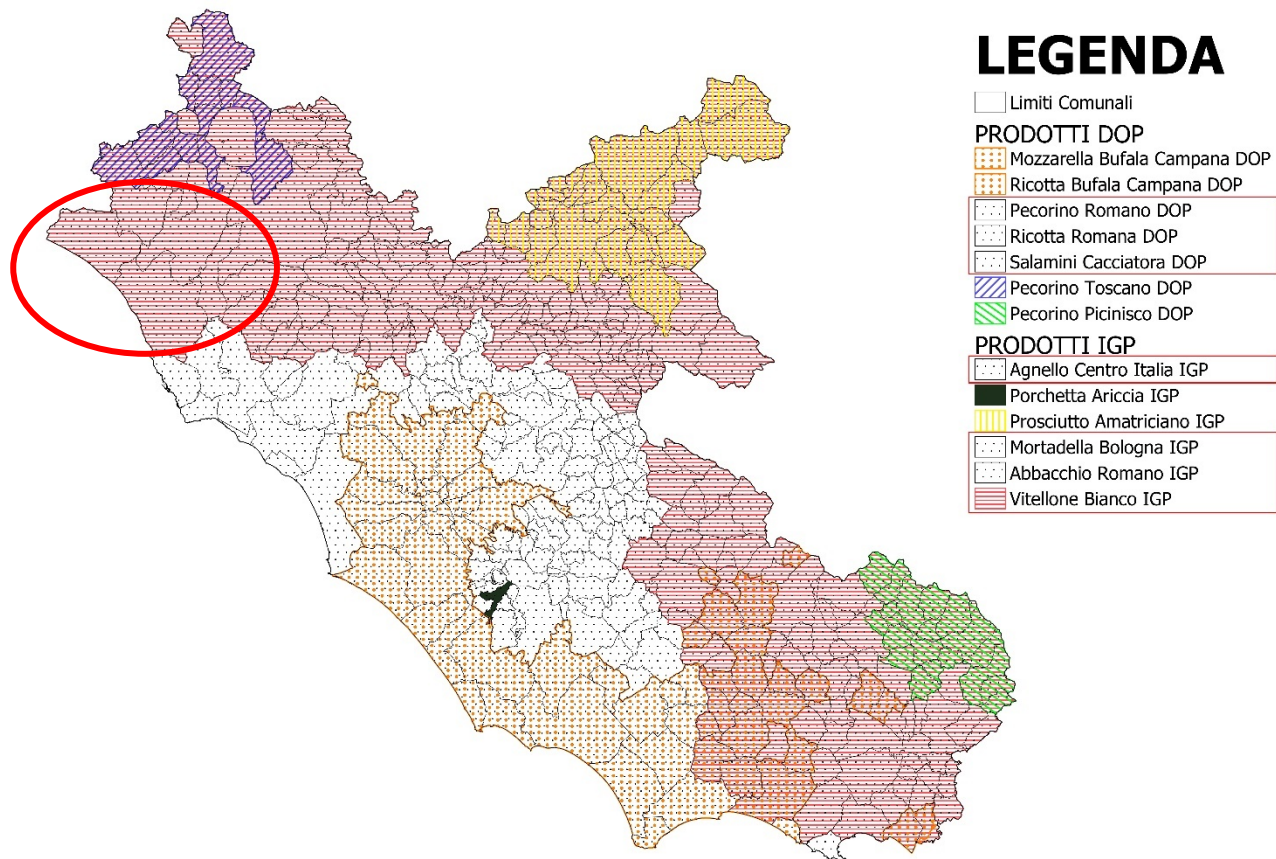 LEGENDA
Limiti Comunali
PRODOTTI DOP
Mozzarella Bufala Campana DOP
Ricotta Bufala Campana DOP
Pecorino Romano DOP
Ricotta Romana DOP
Salamini Cacciatora DOP
Pecorino Toscano DOP
Pecorino Picinisco DOP
PRODOTTI IGP
Agnello Centro Italia IGP
Porchetta Ariccia IGP
Prosciutto Amatriciano IGP
Mortadella Bologna IGP
Abbacchio Romano IGP
Vitellone Bianco IGP